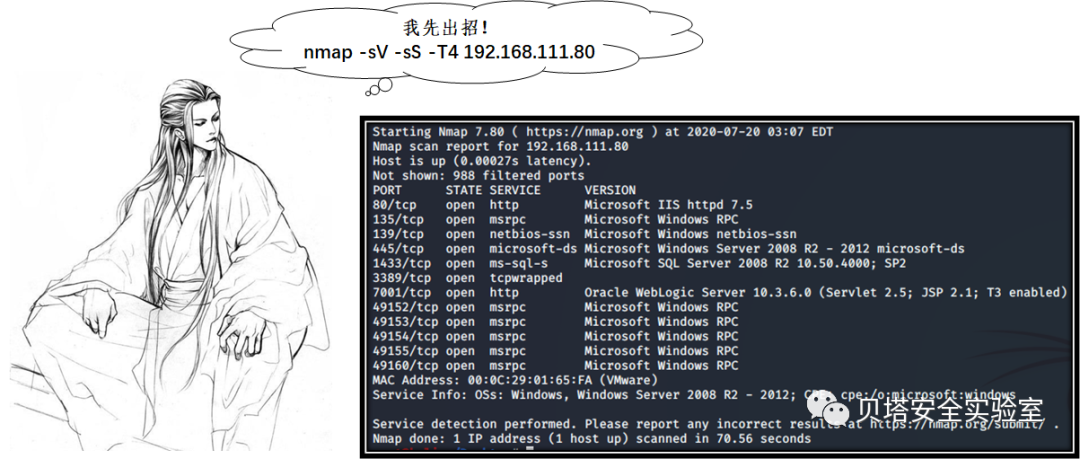 我先出招！
nmap -sV -sS -T4 192.168.111.80
Starting Nmap 7.80 ( https://nmap.org ) at 2020-07-20 03:07 EDT
Nmap scan report for 192.168.111.80
Host is up (0.00027s latency).
Not shown: 988 filtered ports
PORT STATE SERVICE VERSION
80/tcp open http Microsoft IIS httpd 7.5
135/tcp open msrpc Microsoft Windows RPC
139/tcp open netbios-ssn Microsoft Windows netbios-ssn
445/tcp open microsoft-ds Microsoft Windows Server 2008 R2 - 2012 microsoft-ds
1433/tcp open ms-sql-s Microsoft SQL Server 2008 R2 10.50.4000; SP2
3389/tcp open tcpwrapped
7001/tcp open http Oracle WebLogic Server 10.3.6.0 (Servlet 2.5; JSP 2.1; T3 enabled)
49152/tcp open msrpc Microsoft Windows RPC
49153/tcp open msrpc Microsoft Windows RPC
49154/tcp open msrpc Microsoft Windows RPC
49155/tcp open msrpc Microsoft Windows RPC
49160/tcp open msrpc Microsoft Windows RPC
MAC Address: 00:0C:29:01:65:FA (VMware)
Service Info: OSs: Windows, Windows Server 2008 R2 - 2012; cpe:/o:microsoft:windows
贝塔安全实验室
Service detection performed. Please report any incorrect results at https://nmap.org/submit/ .
Nmap done: 1 IP address (1 host up) scanned in 70.56 seconds